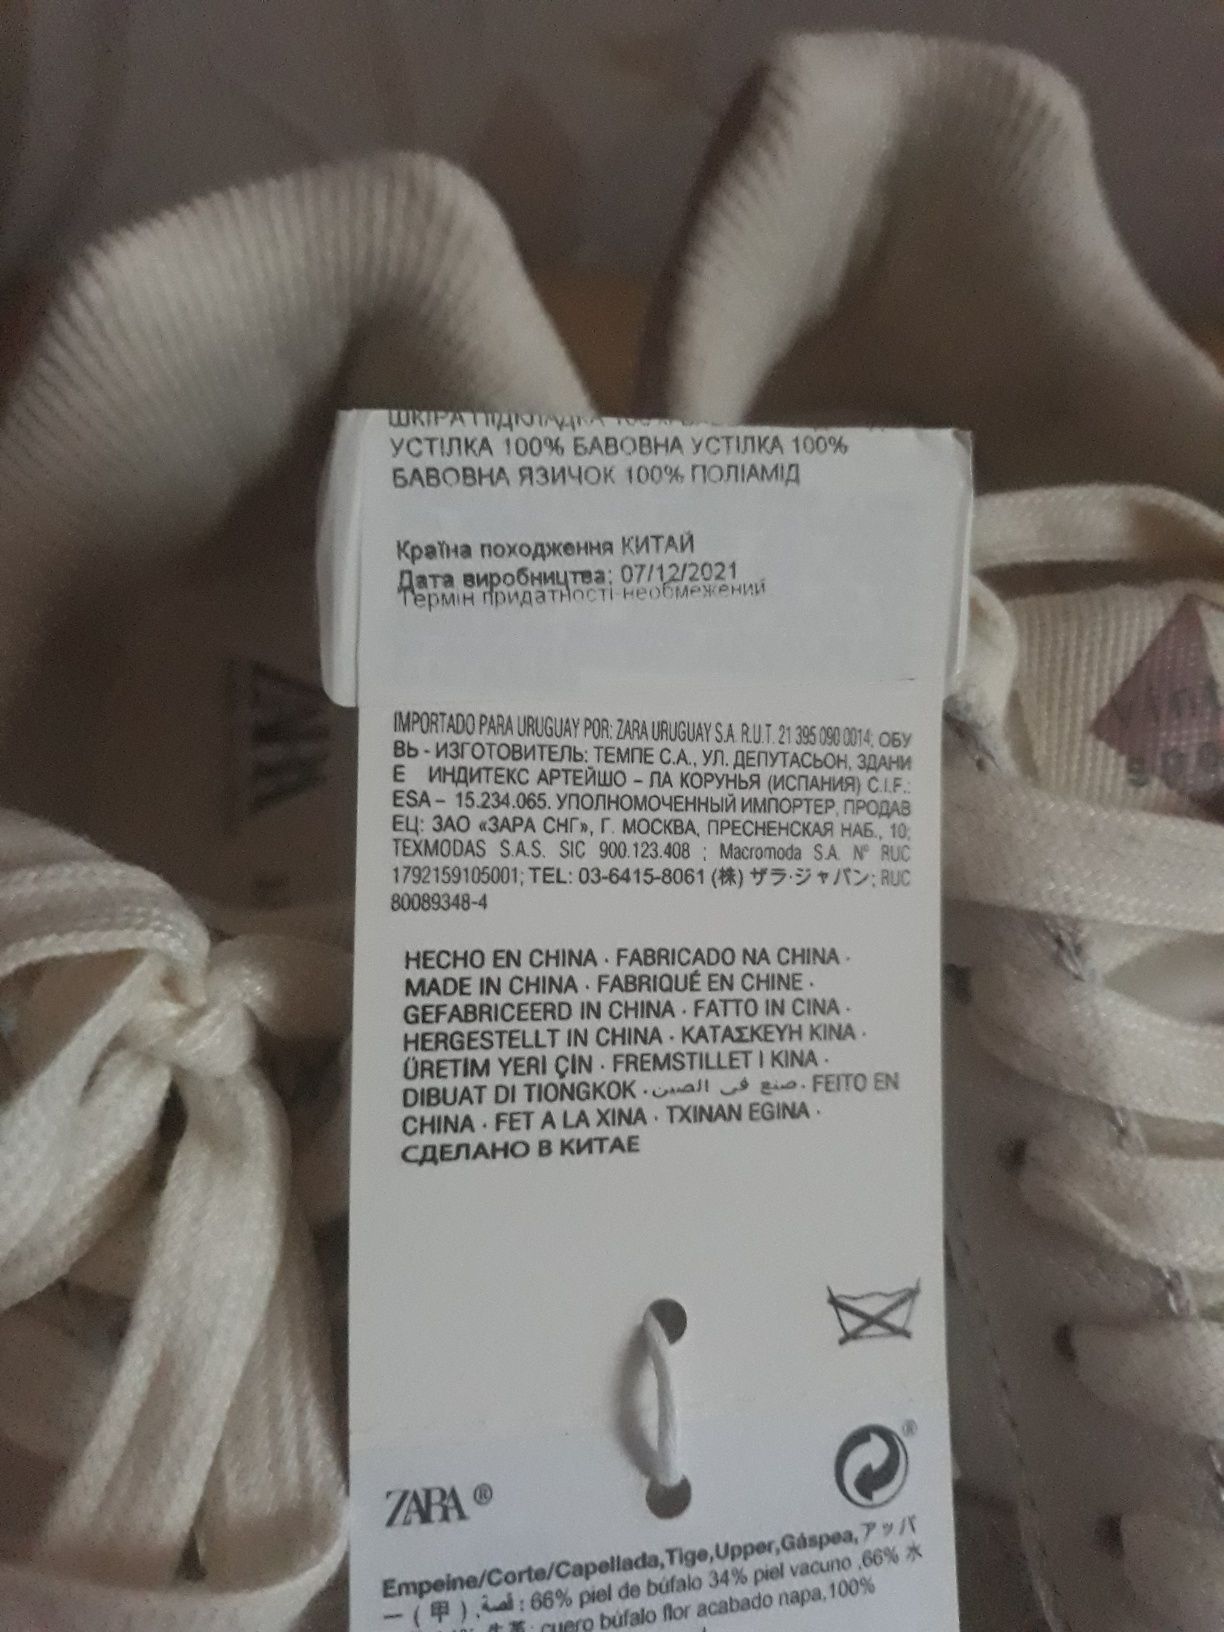 ШКІРА ПІДКЛАДКА
УСТІЛКА 100% БАВОВНА УСТІЛКА 100%
БАВОВНА ЯЗИЧОК 100% ПОЛІАМІД
Країна походження КИТАЙ
Дата виробництва: 07/12/2021
Термін придатності-необмежений
IMPORTADO PARA URUGUAY POR: ZARA URUGUAY S.A. R.U.T. 21 395 090 0014; ОБУ
ВЬ - ИЗГОТОВИТЕЛЬ: ТЕМПЕ С.А., УЛ. ДЕПУТАСЬОН, ЗДАНИ
Е ИНДИТЕКС АРТЕЙШО – ЛА КОРУНЬЯ (ИСПАНИЯ) C.I.F.:
ESA – 15.234.065. УПОЛНОМОЧЕННЫЙ ИМПОРТЕР, ПРОДАВ
ЕЦ: ЗАО «ЗАРА СНГ», Г. МОСКВА, ПРЕСНЕНСКАЯ НАБ., 10;
TEXMODAS S.A.S. SIC 900.123.408 ; Macromoda S.A. Nº RUC
1792159105001; TEL: 03-6415-8061 (株) ザラ・ジャパン; RUC
80089348-4
HECHO EN CHINA · FABRICADO NA CHINA ·
MADE IN CHINA · FABRIQUÉ EN CHINE ·
GEFABRICEERD IN CHINA · FATTO IN CINA ·
HERGESTELLT IN CHINA · ΚΑΤΑΣΚΕΥΗ ΚΙΝΑ ·
ÜRETİM YERİ ÇİN · FREMSTILLET I KINA ·
DIBUAT DI TIONGKOK · صنع في الصين · FEITO EN
CHINA · FET A LA XINA · TXINAN EGINA ·
СДЕЛАНО В КИТАЕ
ZARA ®
®
Empeine/Corte/Capellada,Tige,Upper,Gáspea,アッパ
ー ( 甲 ) : 66% piel de búfalo 34% piel vacuno ,66% 水
牛革; cuero búfalo flor acabado napa,100%